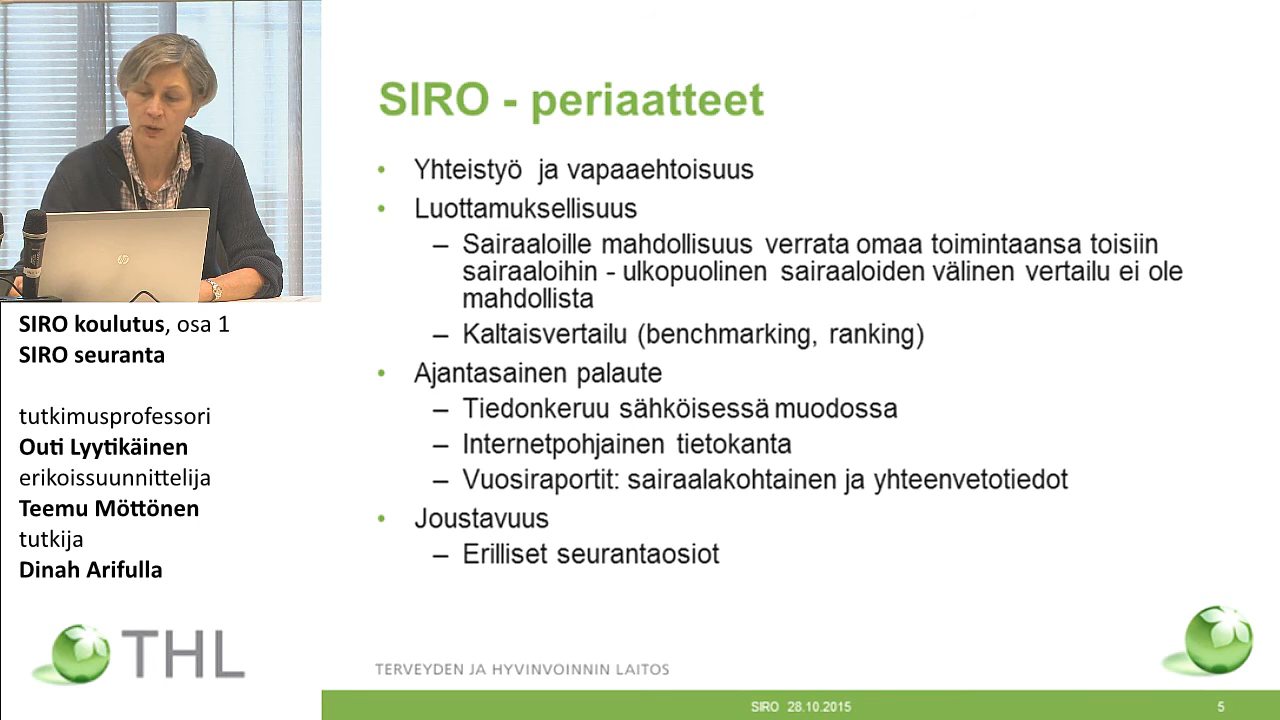 SIRO koulutus, osa 1
SIRO seuranta
tutkimusprofessori
Outi Lyytikäinen
erikoissuunnittelija
Teemu Möttönen
tutkija
Dinah Arifulla
THL
SIRO - periaatteet
• Yhteistyö ja vapaaehtoisuus
• Luottamuksellisuus
– Sairaaloille mahdollisuus verrata omaa toimintaansa toisiin
sairaaloihin - ulkopuolinen sairaaloiden välinen vertailu ei ole
mahdollista
– Kaltaisvertailu (benchmarking, ranking)
• Ajantasainen palaute
– Tiedonkeruu sähköisessä muodossa
– Internetpohjainen tietokanta
– Vuosiraportit: sairaalakohtainen ja yhteenvetotiedot
• Joustavuus
– Erilliset seurantaosiot
TERVEYDEN JA HYVINVOINNIN LAITOS
SIRO 28.10.2015
5
hp